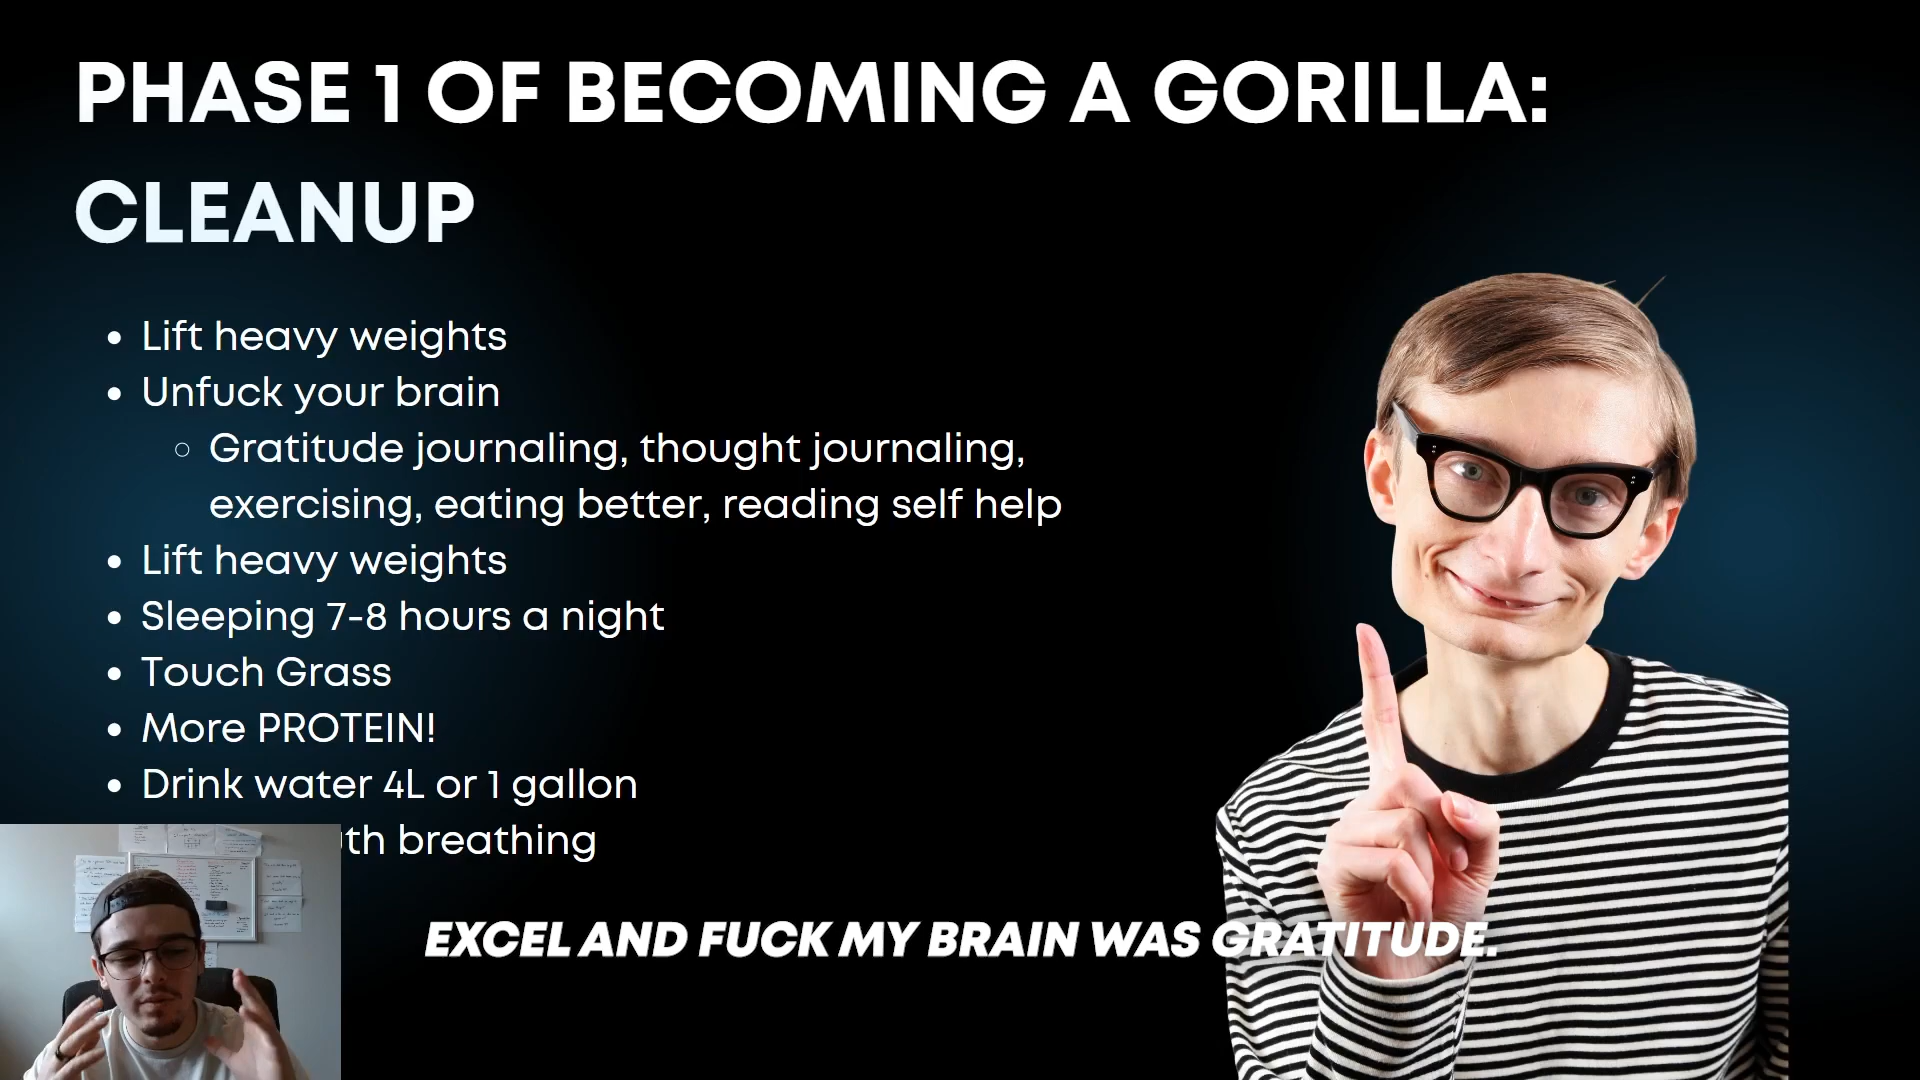 PHASE 1 OF BECOMING A GORILLA:
CLEANUP
Lift heavy weights
Unfuck your brain
Gratitude journaling, thought journaling,
exercising, eating better, reading self help
Lift heavy weights
Sleeping 7-8 hours a night
Touch Grass
More PROTEIN!
Drink water 4L or 1 gallon
breathing
EXCEL AND FUCK MY BRAIN WAS GRATITUDE.